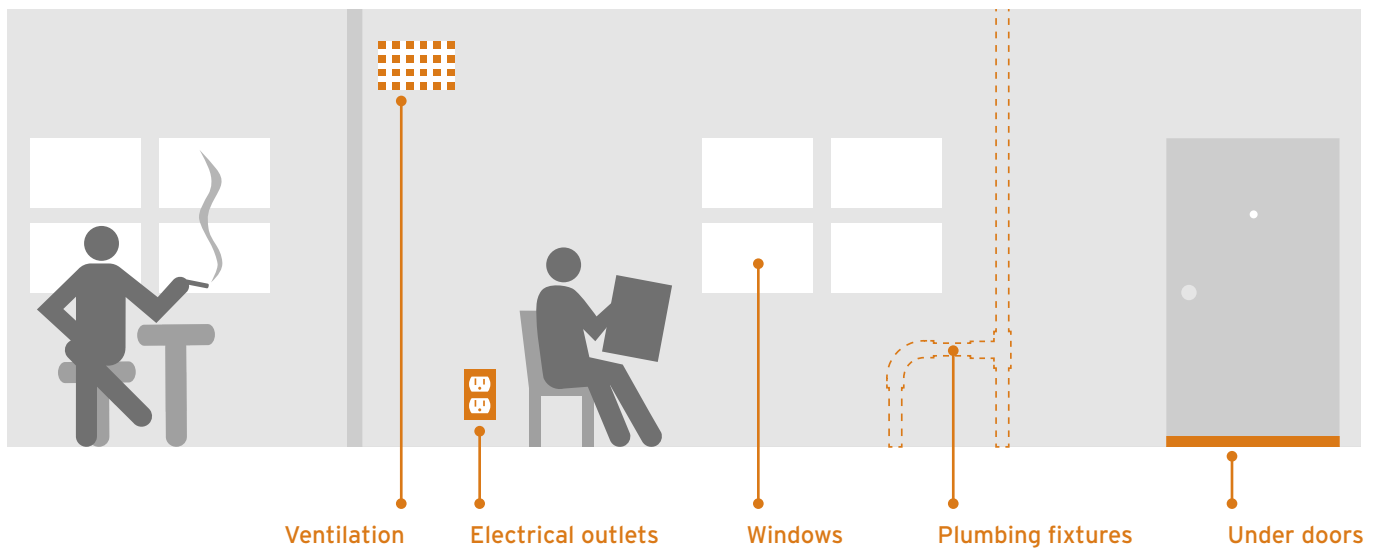 Ventilation
Electrical outlets
Windows
Plumbing fixtures
Under doors